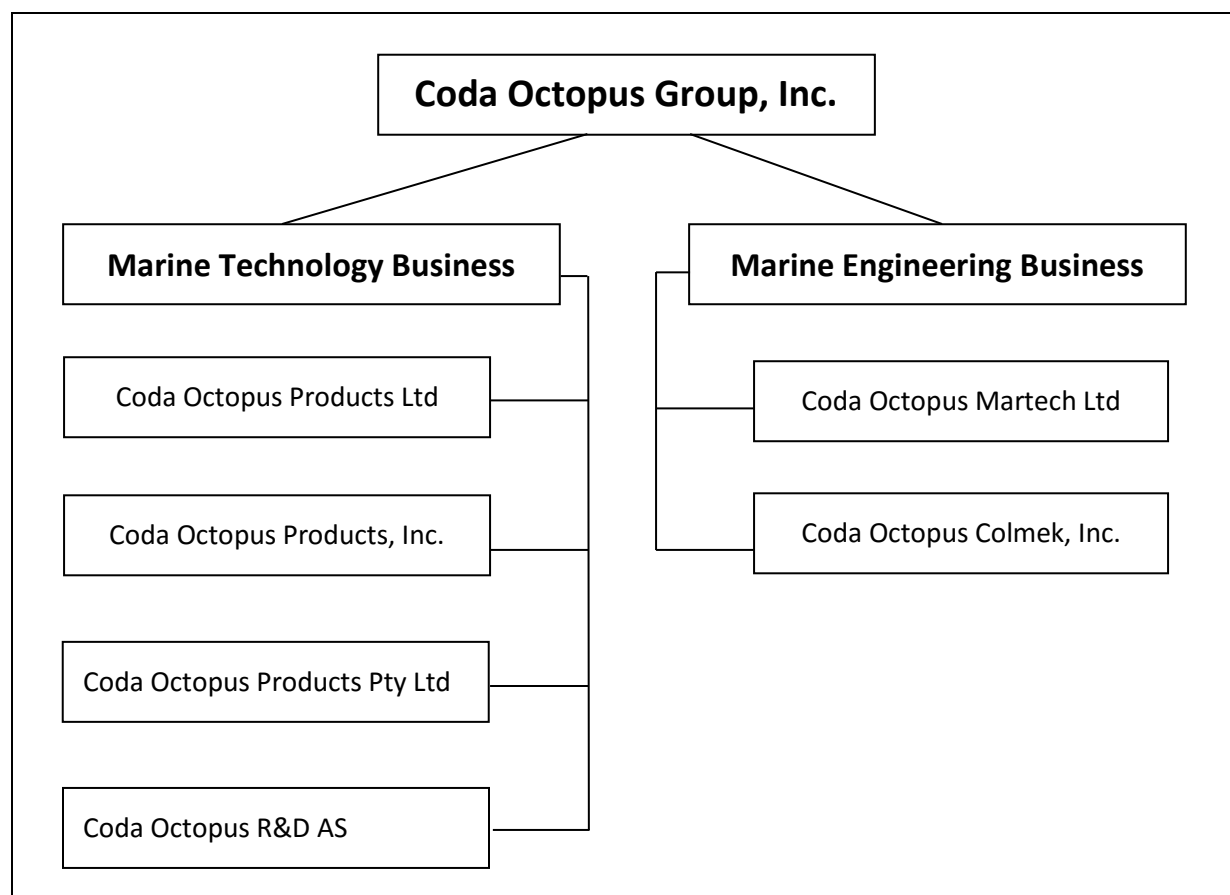 Coda Octopus Group, Inc.
Marine Technology Business
Marine Engineering Business
Coda Octopus Products Ltd
Coda Octopus Martech Ltd
Coda Octopus Products, Inc.
Coda Octopus Colmek, Inc.
Coda Octopus Products Pty Ltd
Coda Octopus R&D AS